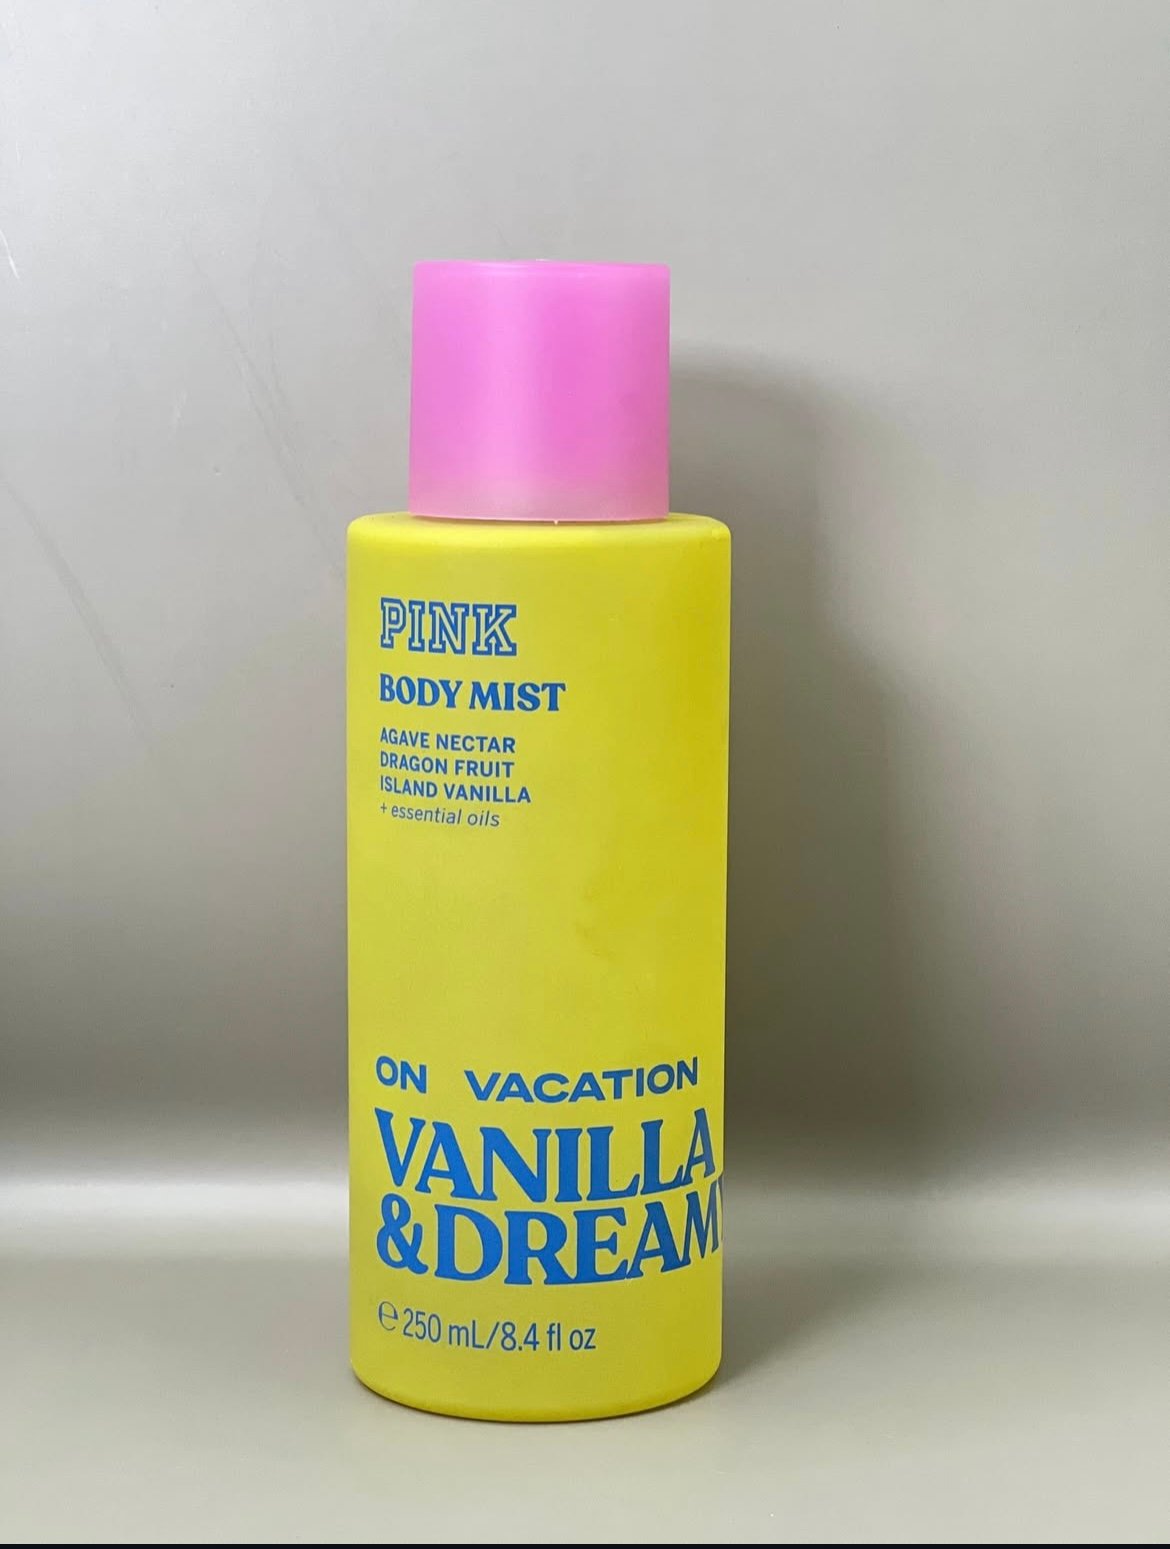 PINK
BODY MIST
AGAVE NECTAR
DRAGON FRUIT
ISLAND VANILLA
+ essential oils
ON VACATION
VANILLA
&DREAM
℮ 250 mL/8.4 fl oz